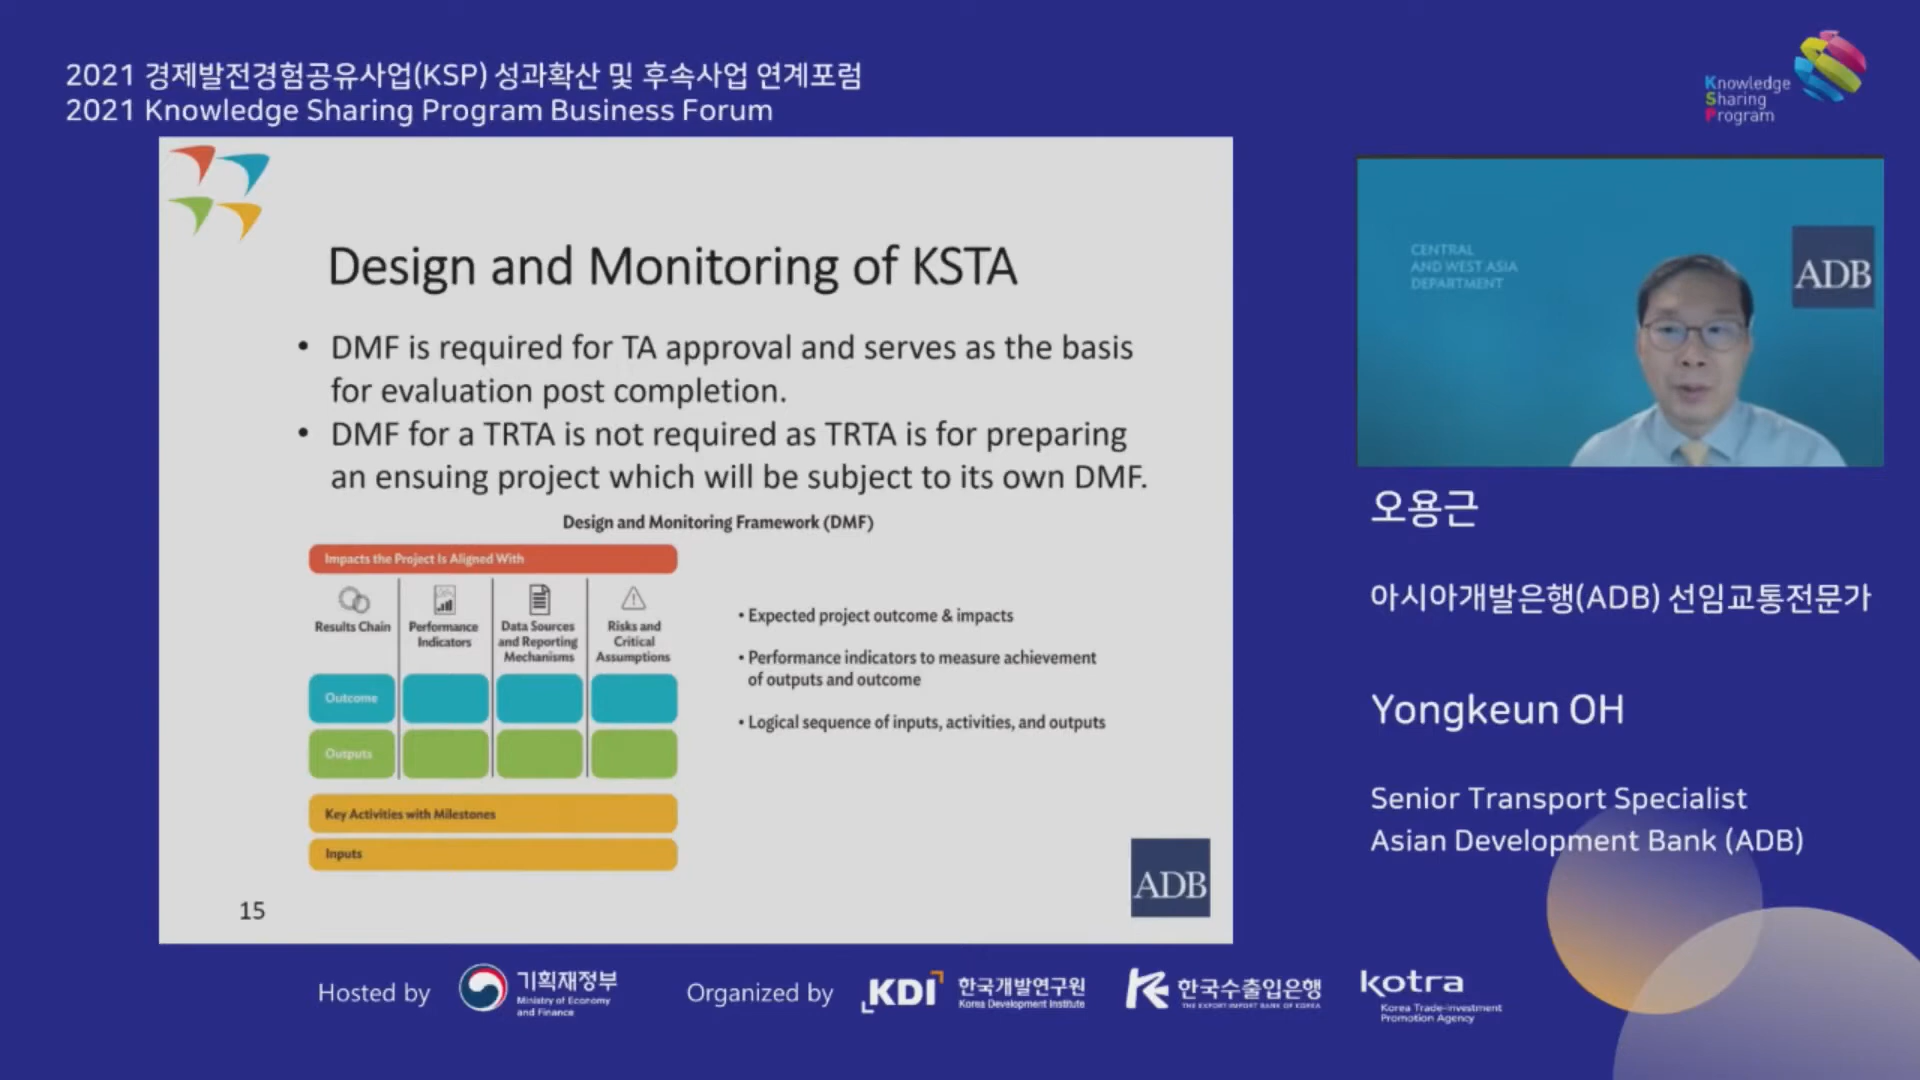 2021 경제발전경험공유사업(KSP) 성과확산 및 후속사업 연계포럼
2021 Knowledge Sharing Program Business Forum
Knowledge
Sharing
Program
Design and Monitoring of KSTA
• DMF is required for TA approval and serves as the basis
for evaluation post completion.
• DMF for a TRTA is not required as TRTA is for preparing
an ensuing project which will be subject to its own DMF.
Design and Monitoring Framework (DMF)
Impacts the Project Is Aligned With
Results Chain
Performance
Indicators
Data Sources
and Reporting
Mechanisms
Risks and
Critical
Assumptions
Outcome
Outputs
Key Activities with Milestones
Inputs
• Expected project outcome & impacts
• Performance indicators to measure achievement
of outputs and outcome
• Logical sequence of inputs, activities, and outputs
15
ADB
CENTRAL
AND WEST ASIA
DEPARTMENT
ADB
오용근
아시아개발은행(ADB) 선임교통전문가
Yongkeun OH
Senior Transport Specialist
Asian Development Bank (ADB)
Hosted by
기획재정부
Ministry of Economy
and Finance
Organized by
KDI
한국개발연구원
Korea Development Institute
한국수출입은행
THE EXPORT-IMPORT BANK OF KOREA
kotra
Korea Trade-Investment
Promotion Agency